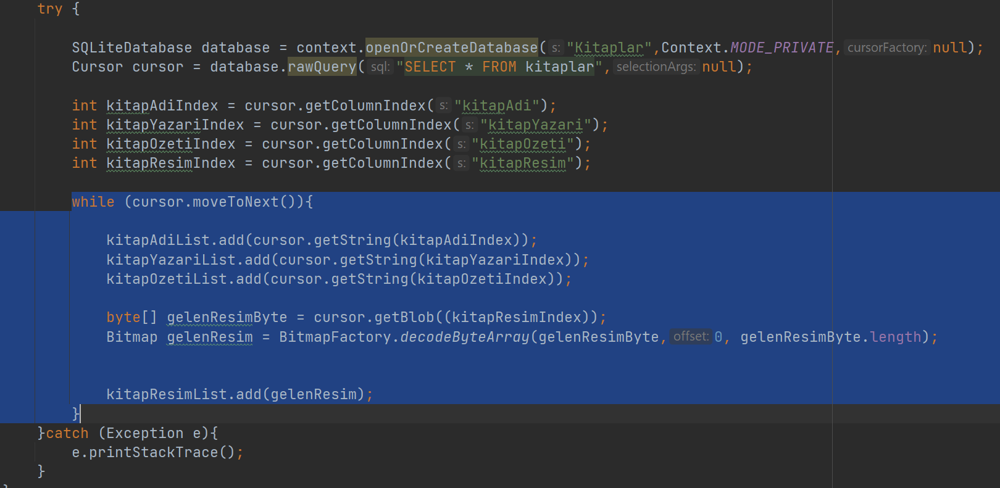 try {
SQLiteDatabase database = context.openOrCreateDatabase( s: "Kitaplar",Context.MODE_PRIVATE, cursorFactory: null);
Cursor cursor = database.rawQuery( sql: "SELECT * FROM kitaplar", selectionArgs: null);
int kitapAdiIndex = cursor.getColumnIndex( s: "kitapAdi");
int kitapYazariIndex = cursor.getColumnIndex( s: "kitapYazari");
int kitapOzetiIndex = cursor.getColumnIndex( s: "kitapOzeti");
int kitapResimIndex = cursor.getColumnIndex( s: "kitapResim");
while (cursor.moveToNext()){
kitapAdiList.add(cursor.getString(kitapAdiIndex));
kitapYazariList.add(cursor.getString(kitapYazariIndex));
kitapOzetiList.add(cursor.getString(kitapOzetiIndex));
byte[] gelenResimByte = cursor.getBlob((kitapResimIndex));
Bitmap gelenResim = BitmapFactory.decodeByteArray(gelenResimByte, offset: 0, gelenResimByte.length);
kitapResimList.add(gelenResim);
}
}catch (Exception e){
e.printStackTrace();
}